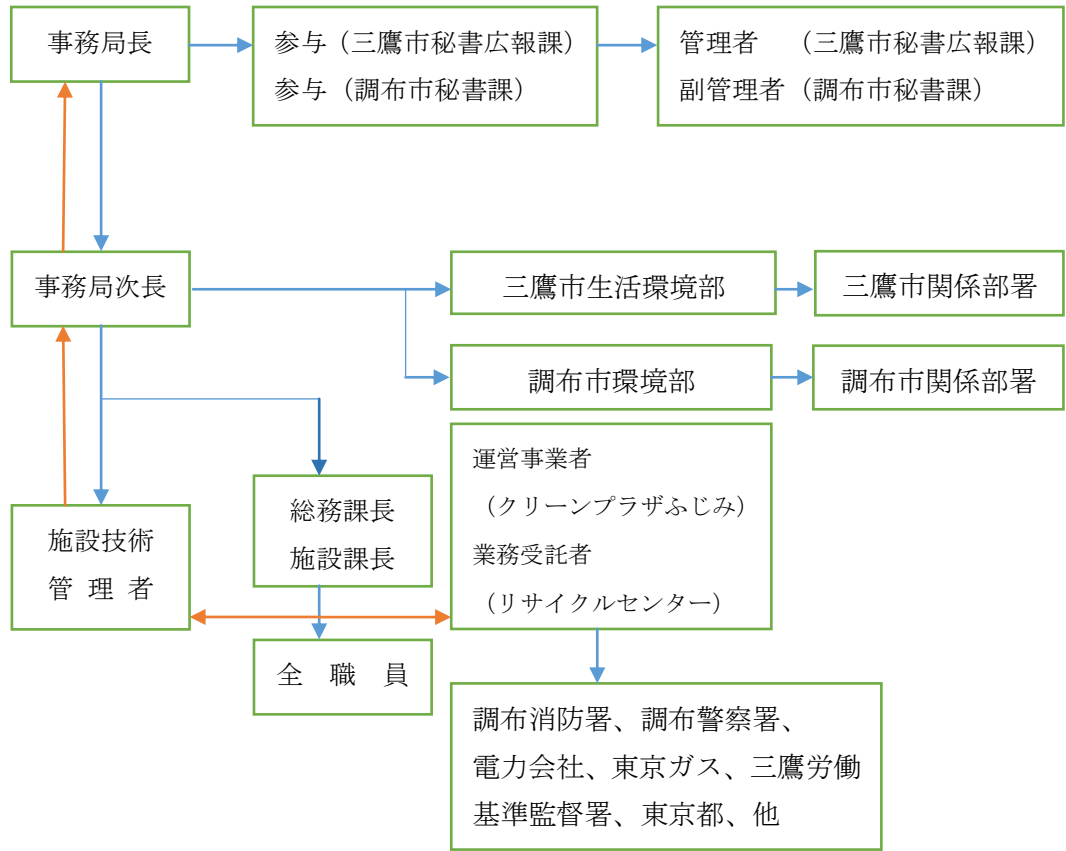 事務局長
参与（三鷹市秘書広報課）
参与（調布市秘書課）
管理者　（三鷹市秘書広報課）
副管理者（調布市秘書課）
事務局次長
三鷹市生活環境部
三鷹市関係部署
調布市環境部
調布市関係部署
運営事業者
（クリーンプラザふじみ）
業務受託者
（リサイクルセンター）
総務課長
施設課長
施設技術
管 理 者
全　職　員
調布消防署、調布警察署、
電力会社、東京ガス、三鷹労働
基準監督署、東京都、他